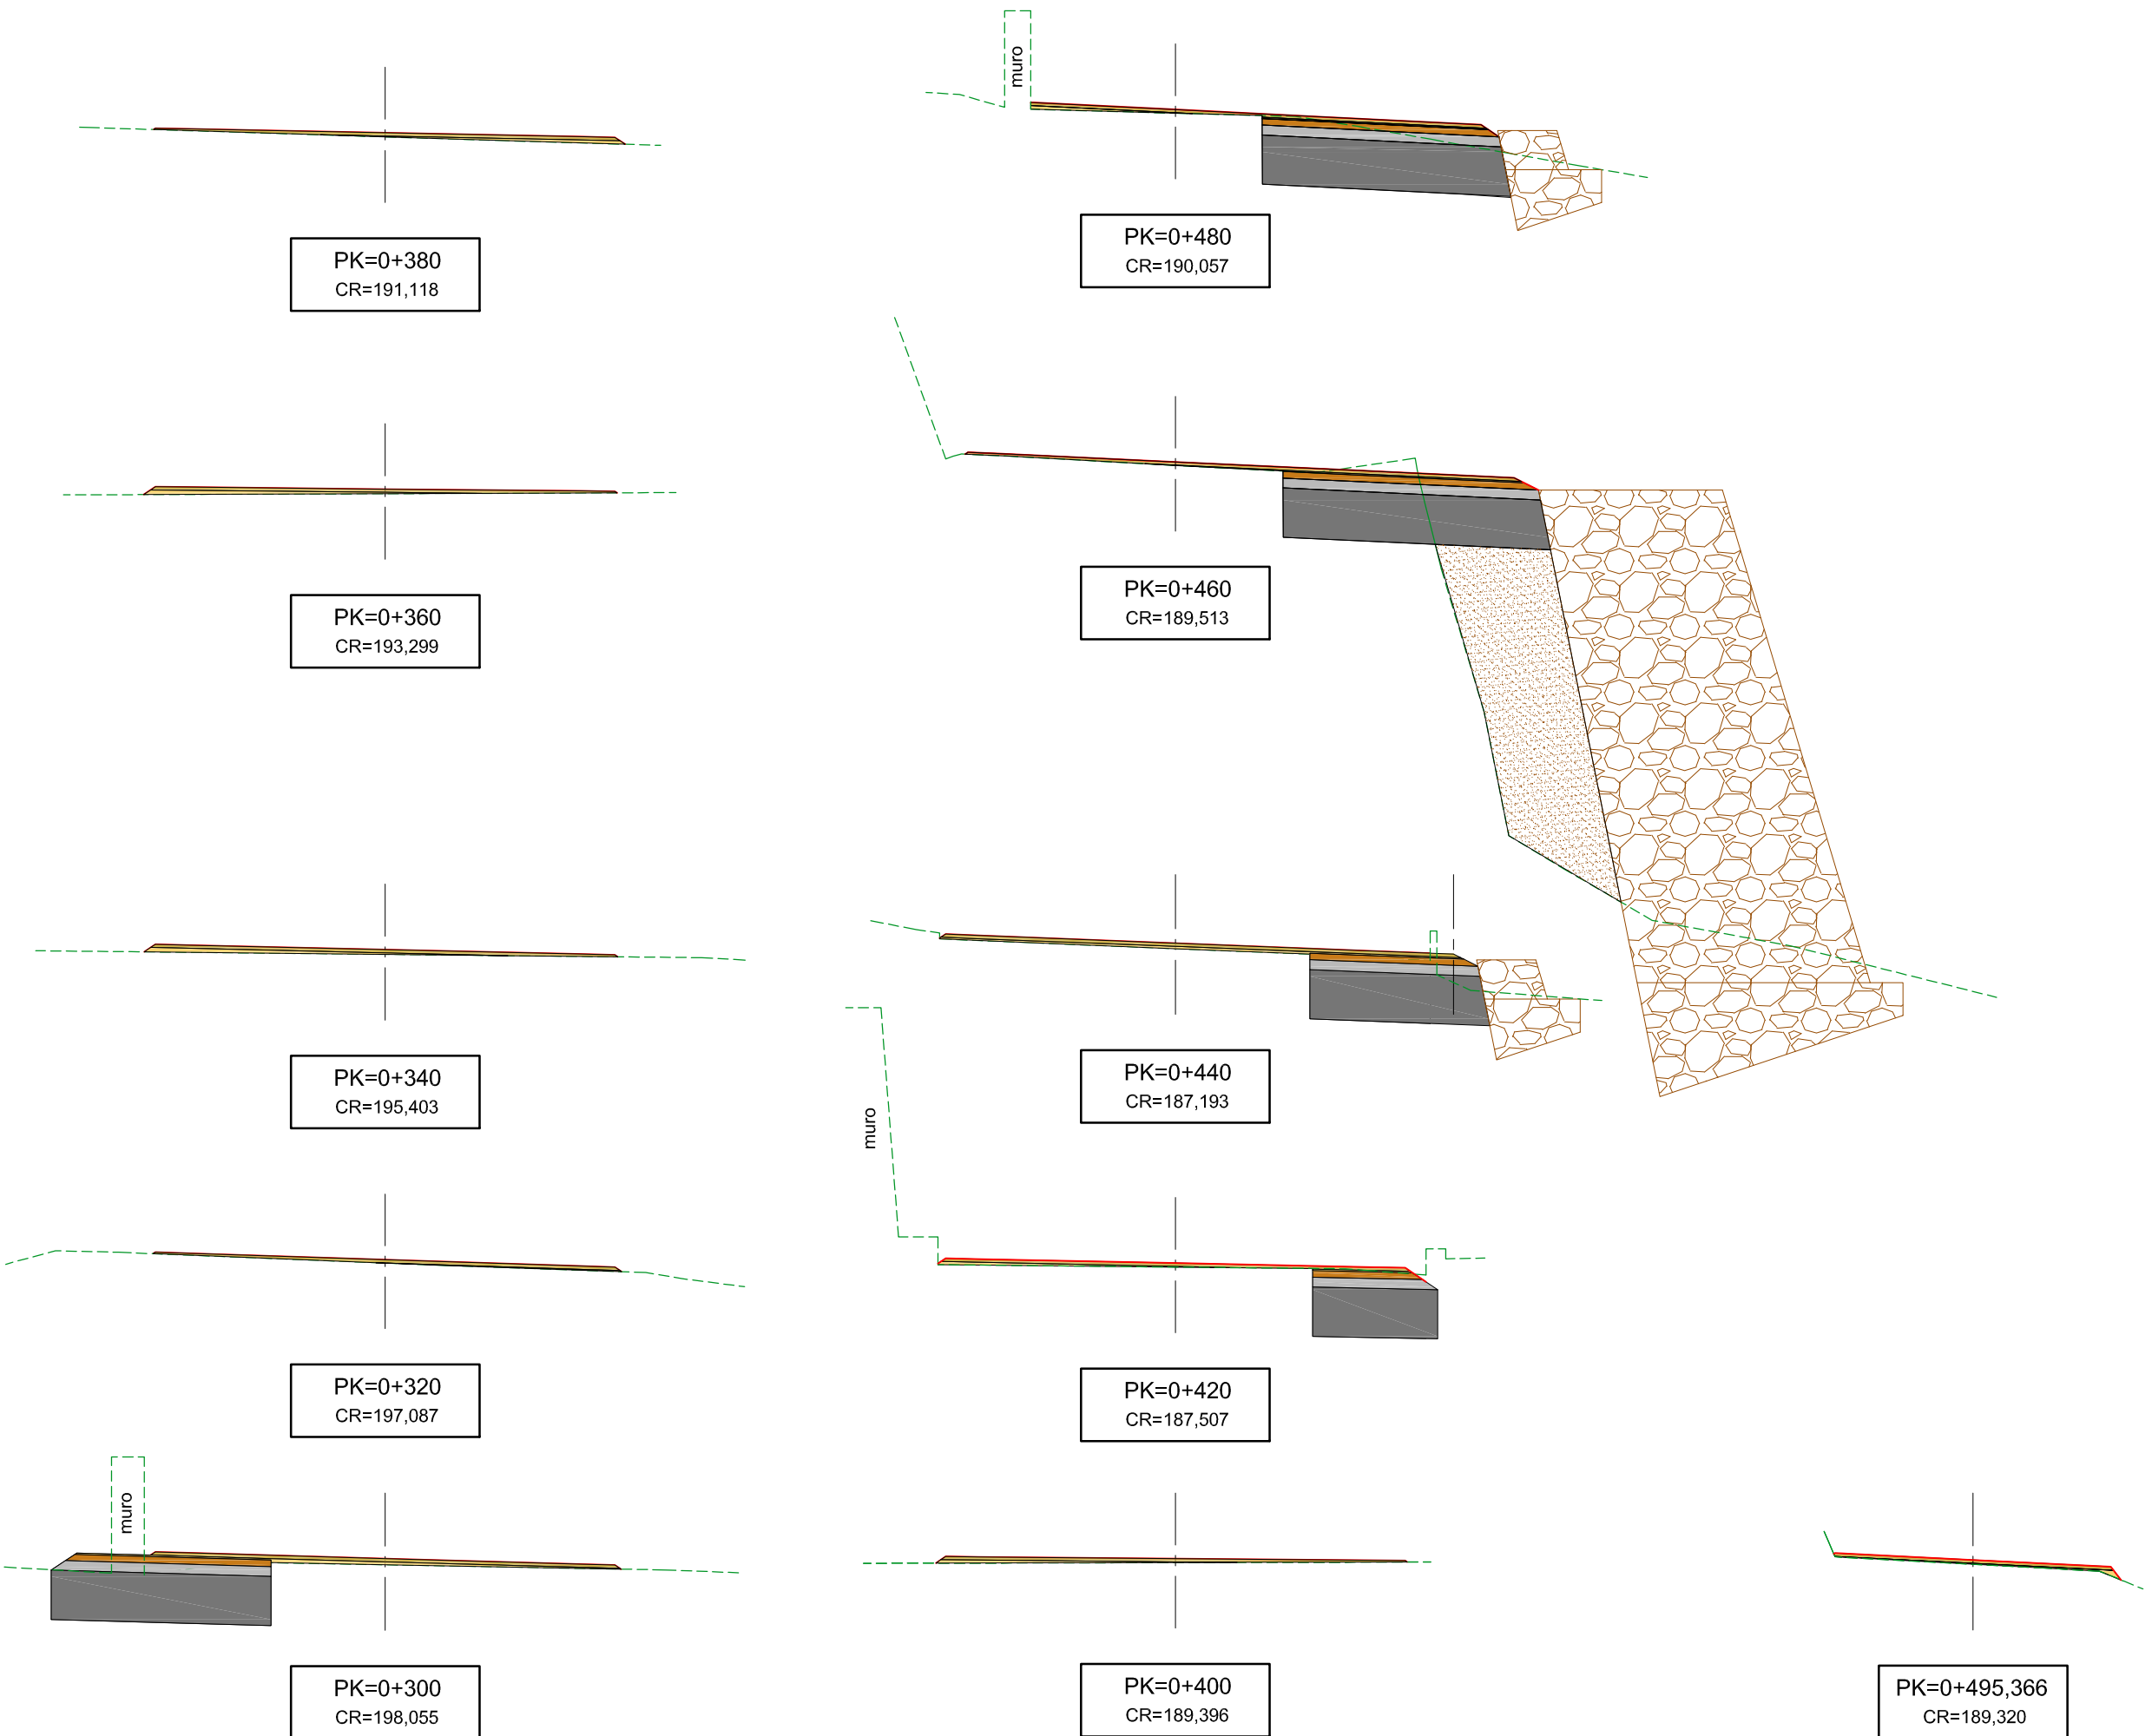 muro
PK=0+380
CR=191,118
PK=0+480
CR=190,057
PK=0+360
CR=193,299
PK=0+460
CR=189,513
PK=0+340
CR=195,403
PK=0+440
CR=187,193
muro
PK=0+320
CR=197,087
PK=0+420
CR=187,507
muro
PK=0+300
CR=198,055
PK=0+400
CR=189,396
PK=0+495,366
CR=189,320